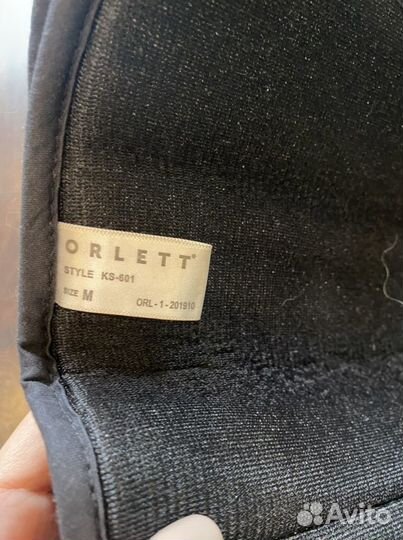 ORLETT®
STYLE KS-601
SIZE M
ORL-1-201910
Avito